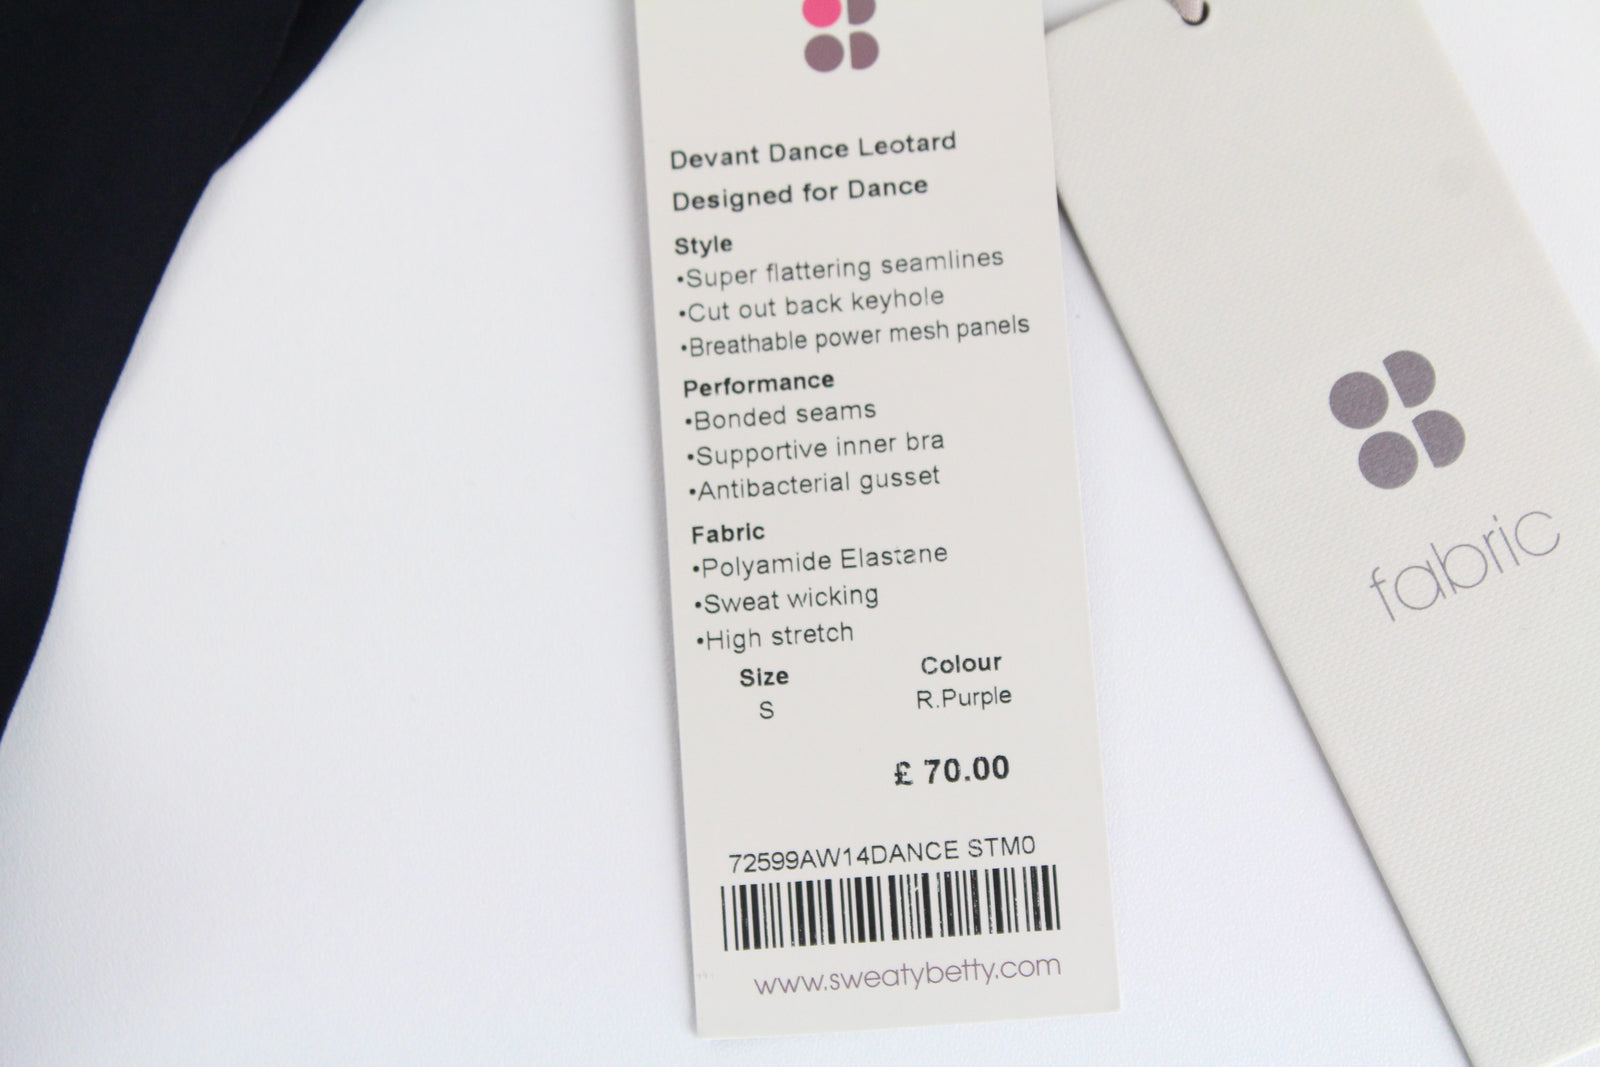 Devant Dance Leotard
Designed for Dance
Style
•Super flattering seamlines
•Cut out back keyhole
•Breathable power mesh panels
Performance
•Bonded seams
•Supportive inner bra
•Antibacterial gusset
Fabric
•Polyamide Elastane
•Sweat wicking
•High stretch
Size Colour
S R.Purple
£ 70.00
72599AW14DANCE STM0
www.sweatybetty.com
fabric